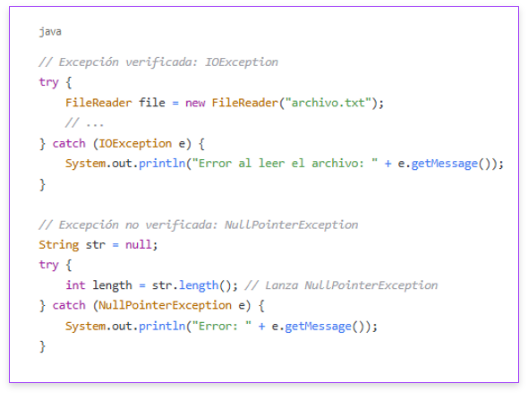 java
// Excepción verificada: IOException
try {
    FileReader file = new FileReader("archivo.txt");
    // ...
} catch (IOException e) {
    System.out.println("Error al leer el archivo: " + e.getMessage());
}
// Excepción no verificada: NullPointerException
String str = null;
try {
    int length = str.length(); // Lanza NullPointerException
} catch (NullPointerException e) {
    System.out.println("Error: " + e.getMessage());
}